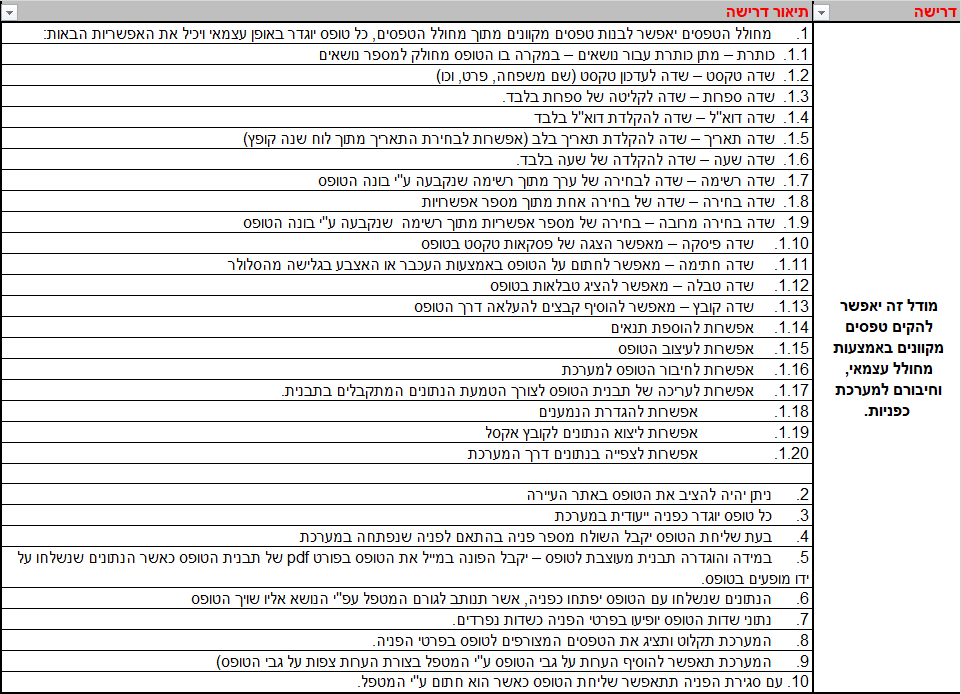 דרישה
תיאור דרישה
מודל זה יאפשר
להקים טפסים
מקוונים באמצעות
מחולל עצמאי,
וחיבורם למערכת
כפניות.
1. מחולל הטפסים יאפשר לבנות טפסים מקוונים מתוך מחולל הטפסים, כל טופס יוגדר באופן עצמאי ויכיל את האפשריות הבאות:
1.1. כותרת – מתן כותרת עבור נושאים – במקרה בו הטופס מחולק למספר נושאים
1.2. שדה טקסט – שדה לעדכון טקסט (שם משפחה, פרט, וכו)
1.3. שדה ספרות – שדה לקליטה של ספרות בלבד.
1.4. שדה דוא"ל – שדה להקלדת דוא"ל בלבד
1.5. שדה תאריך – שדה להקלדת תאריך בלב (אפשרות לבחירת התאריך מתוך לוח שנה קופץ)
1.6. שדה שעה – שדה להקלדה של שעה בלבד.
1.7. שדה רשימה – שדה לבחירה של ערך מתוך רשימה שנקבעה ע"י בונה הטופס
1.8. שדה בחירה – שדה של בחירה אחת מתוך מספר אפשרויות
1.9. שדה בחירה מרובה – בחירה של מספר אפשריות מתוך רשימה שנקבעה ע"י בונה הטופס
1.10. שדה פיסקה – מאפשר הצגה של פסקאות טקסט בטופס
1.11. שדה חתימה – מאפשר לחתום על הטופס באמצעות העכבר או האצבע בגלישה מהסלולר
1.12. שדה טבלה – מאפשר להציג טבלאות בטופס
1.13. שדה קובץ – מאפשר להוסיף קבצים להעלאה דרך הטופס
1.14. אפשרות להוספת תנאים
1.15. אפשרות לעיצוב הטופס
1.16. אפשרות לחיבור הטופס למערכת
1.17. אפשרות לעריכה של תבנית הטופס לצורך הטמעת הנתונים המתקבלים בתבנית.
1.18. אפשרות להגדרת הנמענים
1.19. אפשרות ליצוא הנתונים לקובץ אקסל
1.20. אפשרות לצפייה בנתונים דרך המערכת
2. ניתן יהיה להציב את הטופס באתר העיירה
3. כל טופס יוגדר כפניה ייעודית במערכת
4. בעת שליחת הטופס יקבל השולח מספר פניה בהתאם לפניה שנפתחה במערכת
5. במידה והוגדרה תבנית מעוצבת לטופס – יקבל הפונה במייל את הטופס בפורט pdf של תבנית הטופס כאשר הנתונים שנשלחו על
ידו מופעים בטופס.
6. הנתונים שנשלחו עם הטופס יפתחו כפניה, אשר תנותב לגורם המטפל עפ"י הנושא אליו שויך הטופס
7. נתוני שדות הטופס יופיעו בפרטי הפניה כשדות נפרדים.
8. המערכת תקלוט ותציג את הטפסים המצורפים לטופס בפרטי הפניה.
9. המערכת תאפשר להוסיף הערות על גבי הטופס ע"י המטפל בצורת הערות צפות על גבי הטופס)
10. עם סגירת הפניה תתאפשר שליחת הטופס כאשר הוא חתום ע"י המטפל.